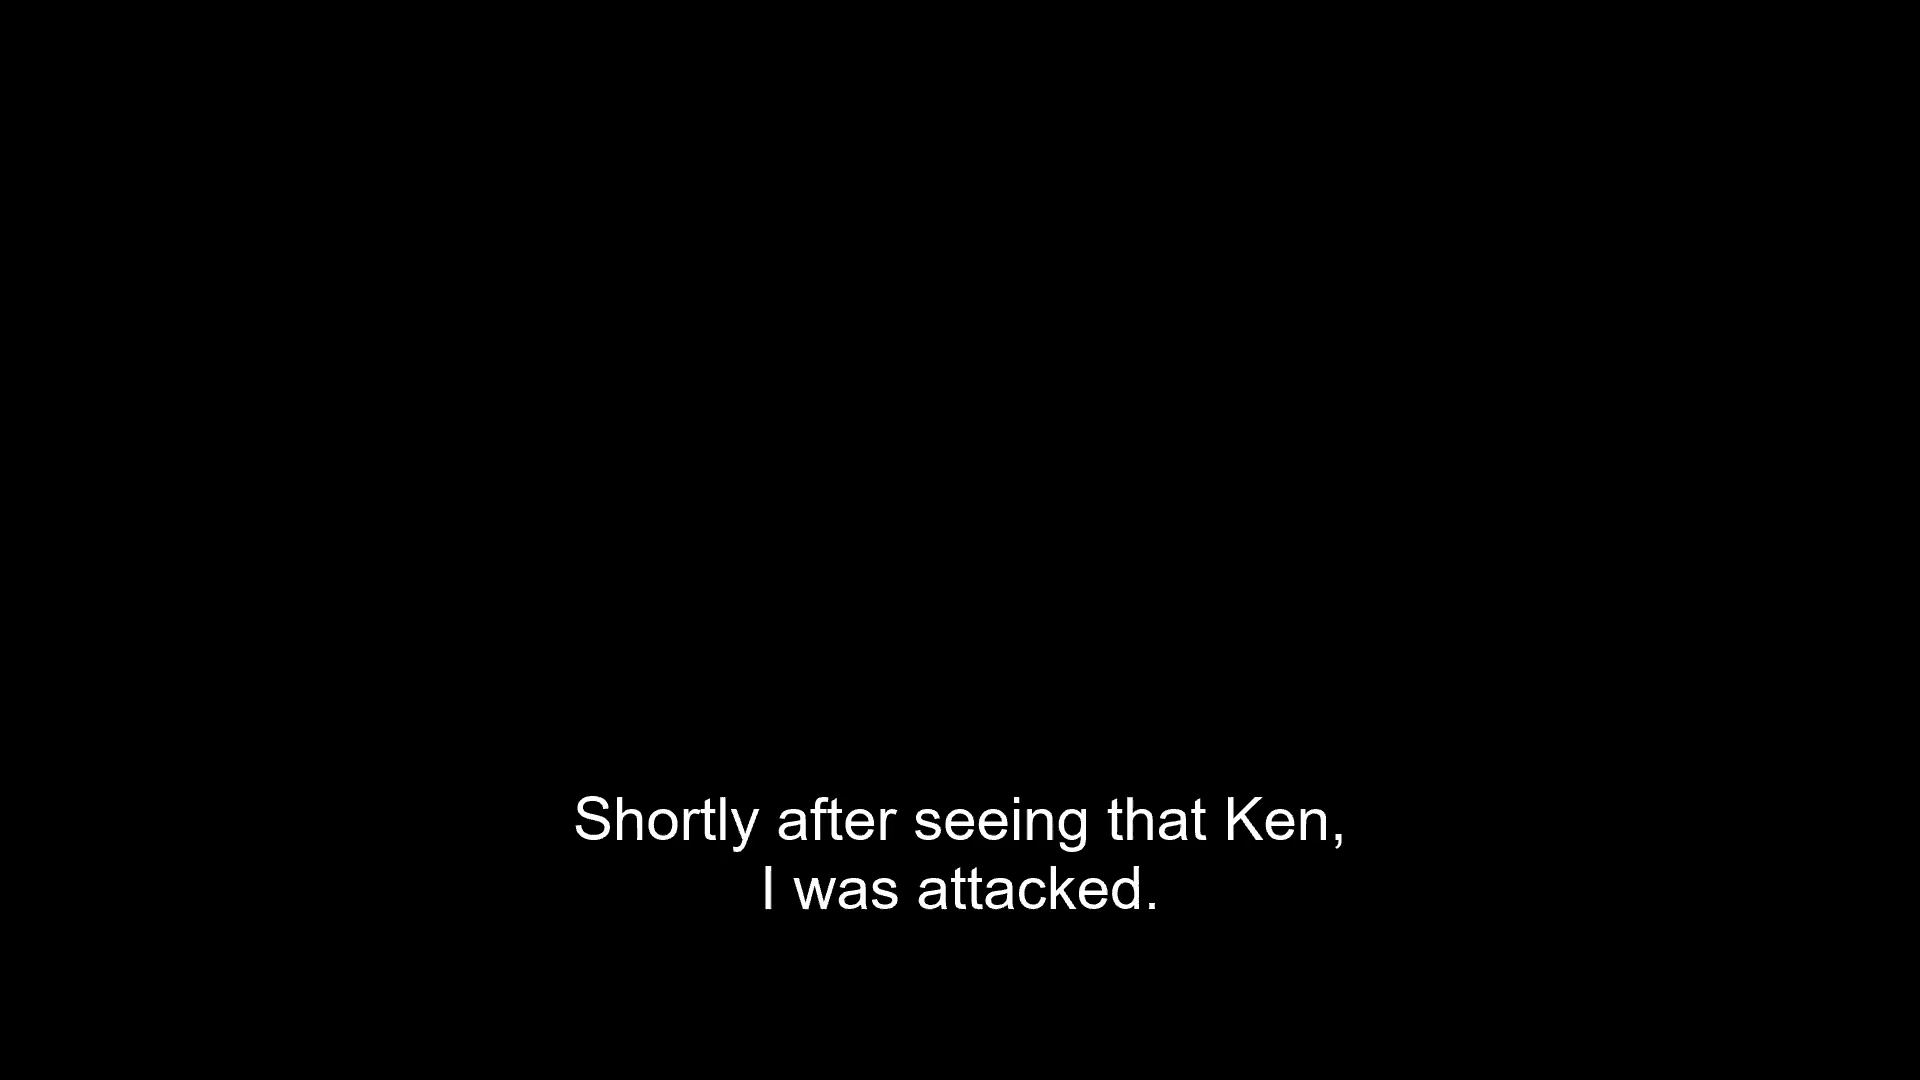 Shortly after seeing that Ken,
I was attacked.